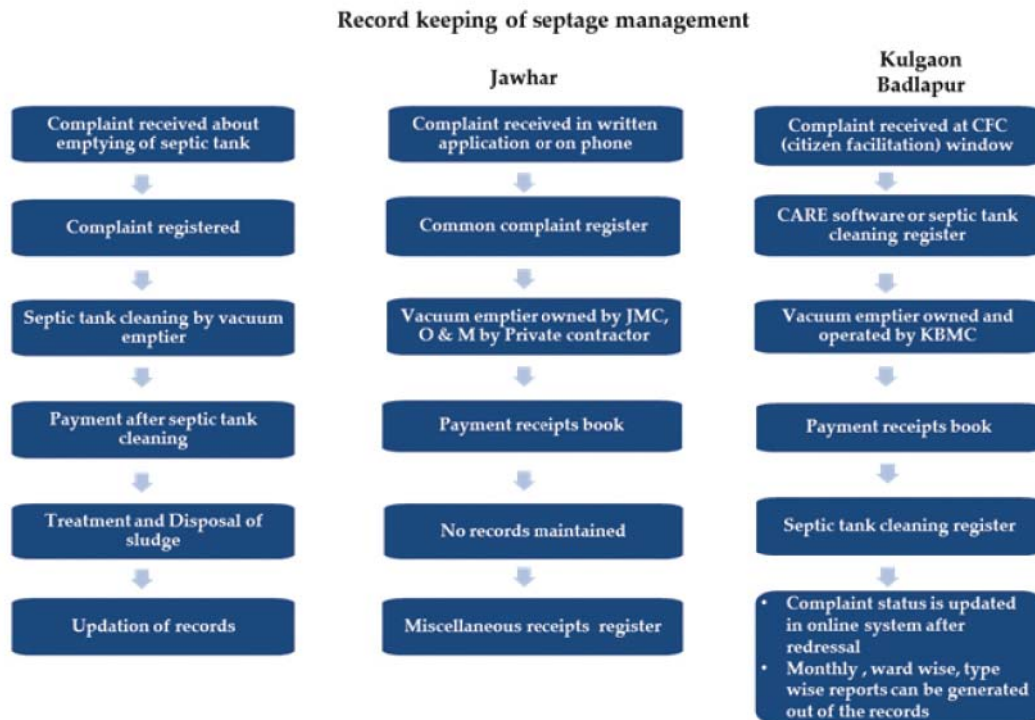 Record keeping of septage management
Complaint received about
emptying of septic tank
Complaint registered
Septic tank cleaning by vacuum
emptier
Payment after septic tank
cleaning
Treatment and Disposal of
sludge
Updation of records
Jawhar
Complaint received in written
application or on phone
Common complaint register
Vacuum emptier owned by JMC,
O & M by Private contractor
Payment receipts book
No records maintained
Miscellaneous receipts register
Kulgaon
Badlapur
Complaint received at CFC
(citizen facilitation) window
CARE software or septic tank
cleaning register
Vacuum emptier owned and
operated by KBMC
Payment receipts book
Septic tank cleaning register
• Complaint status is updated
in online system after
redressal
• Monthly , ward wise, type
wise reports can be generated
out of the records